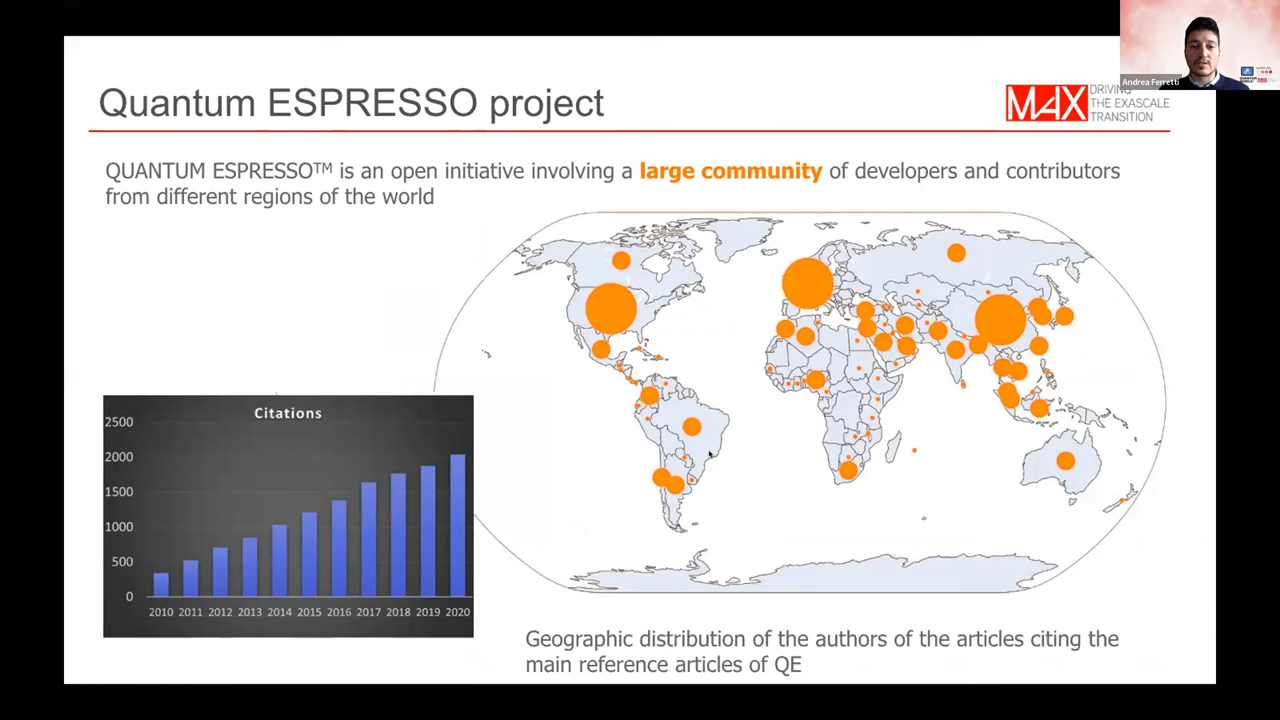 Andrea Ferretti
Quantum ESPRESSO project
MAX
DRIVING
THE EXASCALE
TRANSITION
QUANTUM ESPRESSO™ is an open initiative involving a large community of developers and contributors
from different regions of the world
Citations
2500
2000
1500
1000
500
0
2010 2011 2012 2013 2014 2015 2016 2017 2018 2019 2020
Geographic distribution of the authors of the articles citing the
main reference articles of QE